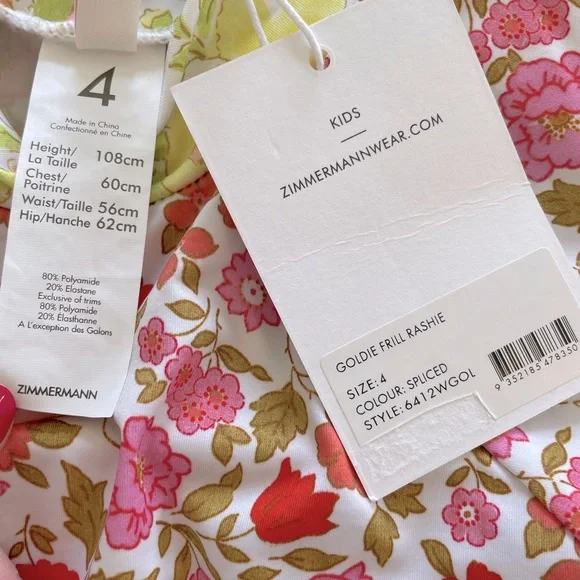 4
Made in China
Confectionné en Chine
Height/
La Taille 108cm
Chest/
Poitrine 60cm
Waist/Taille 56cm
Hip/Hanche 62cm
80% Polyamide
20% Elastane
Exclusive of trims
80% Polyamide
20% Élasthanne
A L'exception des Galons
ZIMMERMANN
KIDS
ZIMMERMANNWEAR.COM
GOLDIE FRILL RASHIE
SIZE: 4
COLOUR: SPLICED
STYLE: 6412WGOL
9 352185 478350